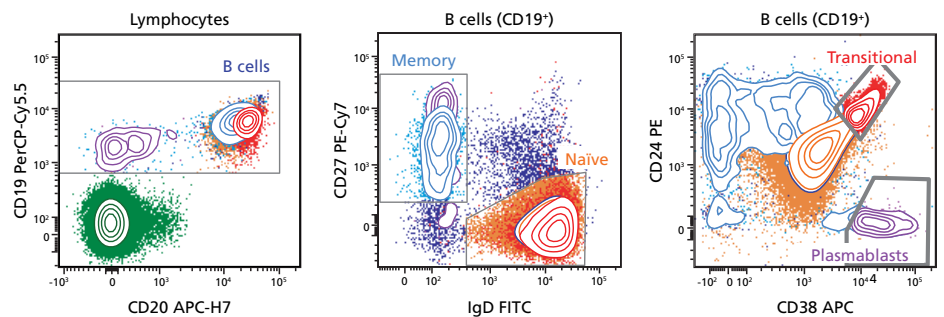 Lymphocytes
B cells
10⁵
10⁴
10³
10²
0
CD19 PerCP-Cy5.5
-10³ 0 10³ 10⁴ 10⁵
CD20 APC-H7
B cells (CD19⁺)
Memory
Naïve
10⁵
10⁴
10³
0
CD27 PE-Cy7
0 10² 10³ 10⁴ 10⁵
IgD FITC
B cells (CD19⁺)
Transitional
Plasmablasts
10⁵
10⁴
10³
0
CD24 PE
-10² 0 10² 10³ 10⁴ 10⁵
CD38 APC